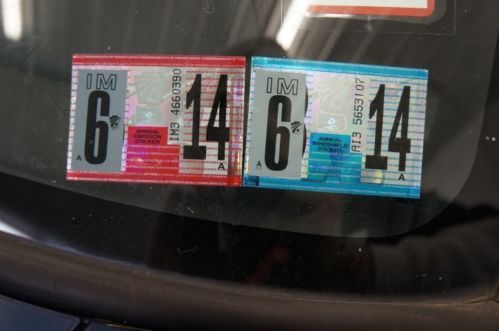 IM
6
14
ANNUAL
EMISSION
STICKER
IM3 4660390
A
A
IM
6
14
ANNUAL
WINDSHIELD
STICKER
AI3 5653107
A
A